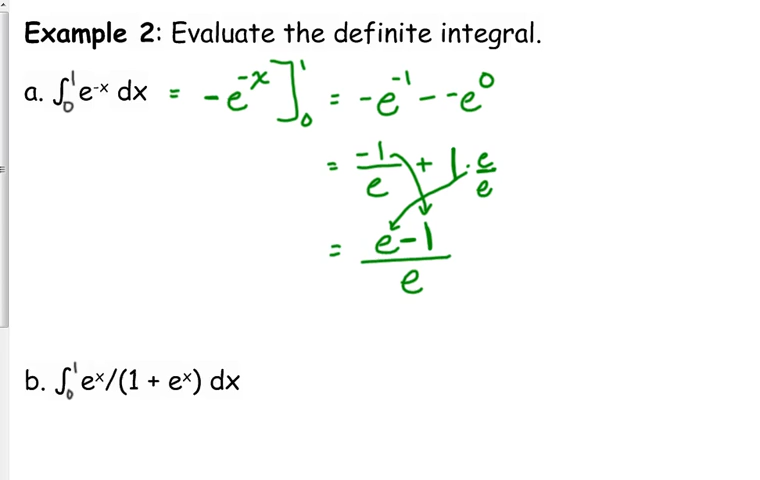 Example 2: Evaluate the definite integral.
a. ∫₀¹ e⁻ˣ dx = -e⁻ˣ]₀¹ = -e⁻¹ - -e⁰
= -1/e + 1·e/e
= (e-1)/e
b. ∫₀¹ eˣ/(1 + eˣ) dx